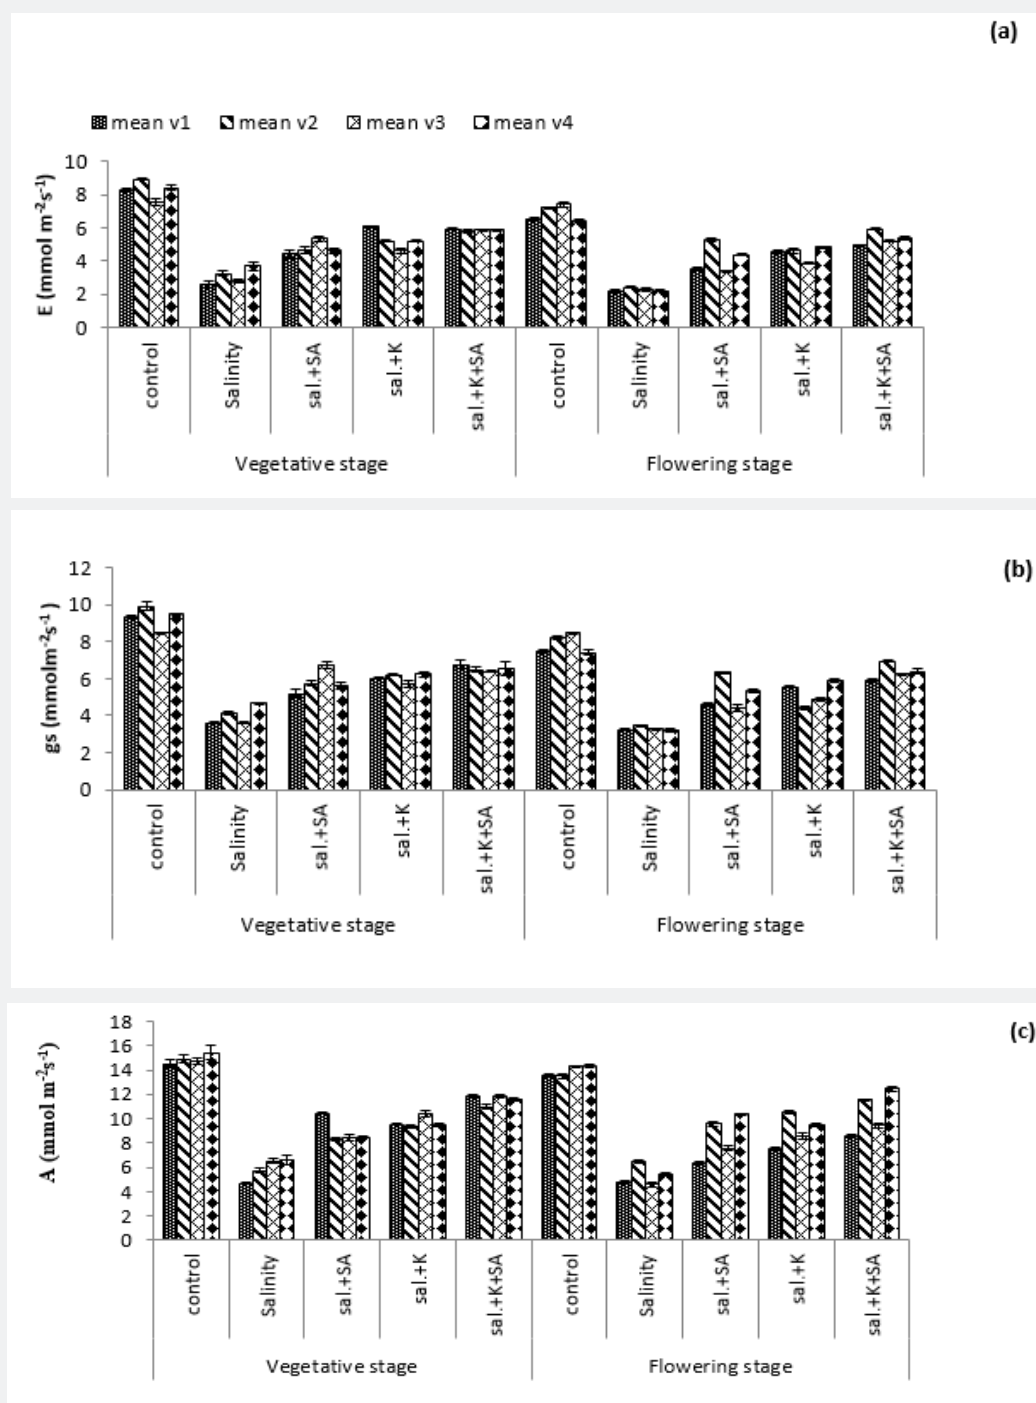 (a)
mean v1 mean v2 mean v3 mean v4
E (mmol m-2s-1)
10
8
6
4
2
0
control Salinity sal.+SA sal.+K sal.+K+SA control Salinity sal.+SA sal.+K sal.+K+SA
Vegetative stage Flowering stage
(b)
gs (mmolm-2s-1)
12
10
8
6
4
2
0
control Salinity sal.+SA sal.+K sal.+K+SA control Salinity sal.+SA sal.+K sal.+K+SA
Vegetative stage Flowering stage
(c)
A (mmol m-2s-1)
18
16
14
12
10
8
6
4
2
0
control Salinity sal.+SA sal.+K sal.+K+SA control Salinity sal.+SA sal.+K sal.+K+SA
Vegetative stage Flowering stage